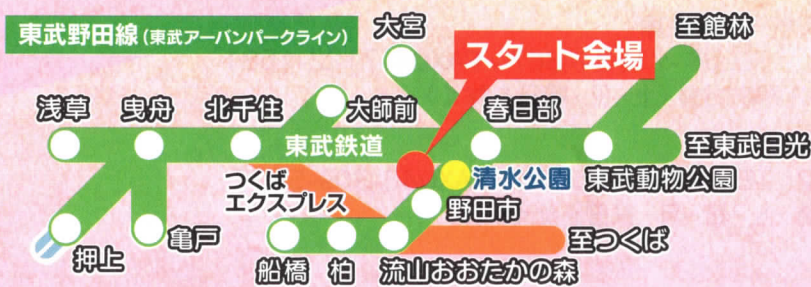 東武野田線(東武アーバンパークライン)
大宮
至館林
スタート会場
浅草
曳舟
北千住
大師前
春日部
東武鉄道
至東武日光
つくば
エクスプレス
清水公園
東武動物公園
野田市
押上
亀戸
至つくば
船橋
柏
流山おおたかの森